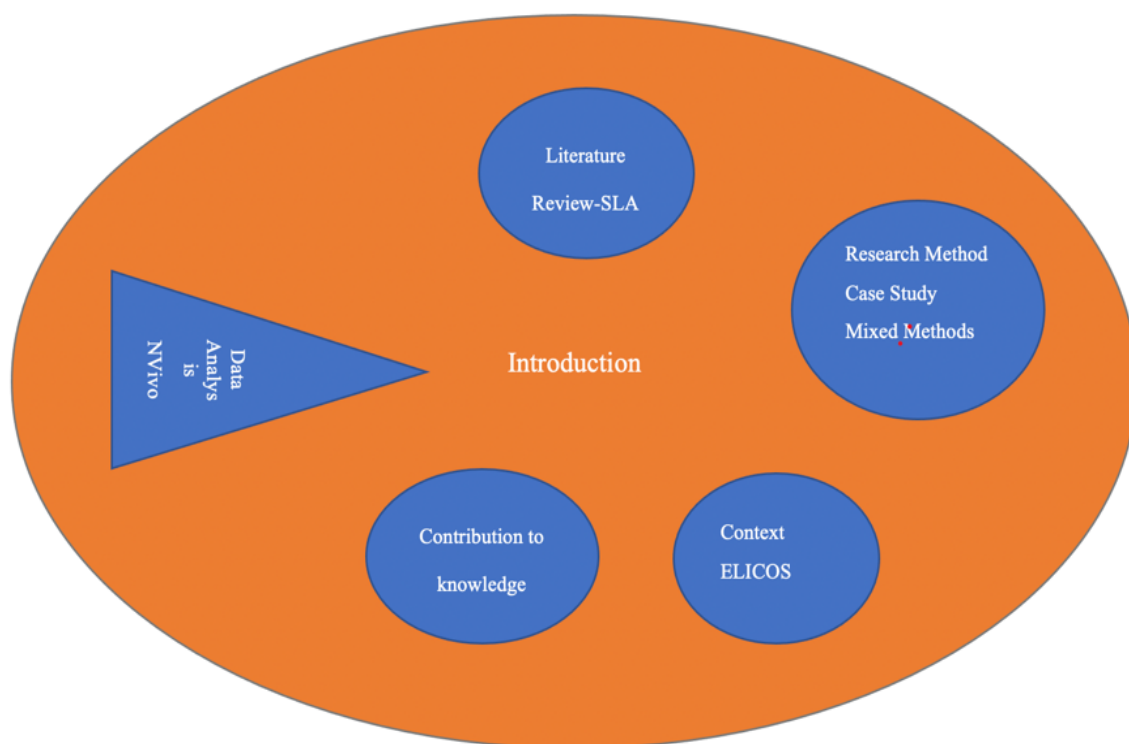 Literature
Review-SLA
Research Method
Case Study
Mixed Methods
Introduction
Data
Analys
is
NVivo
Contribution to
knowledge
Context
ELICOS